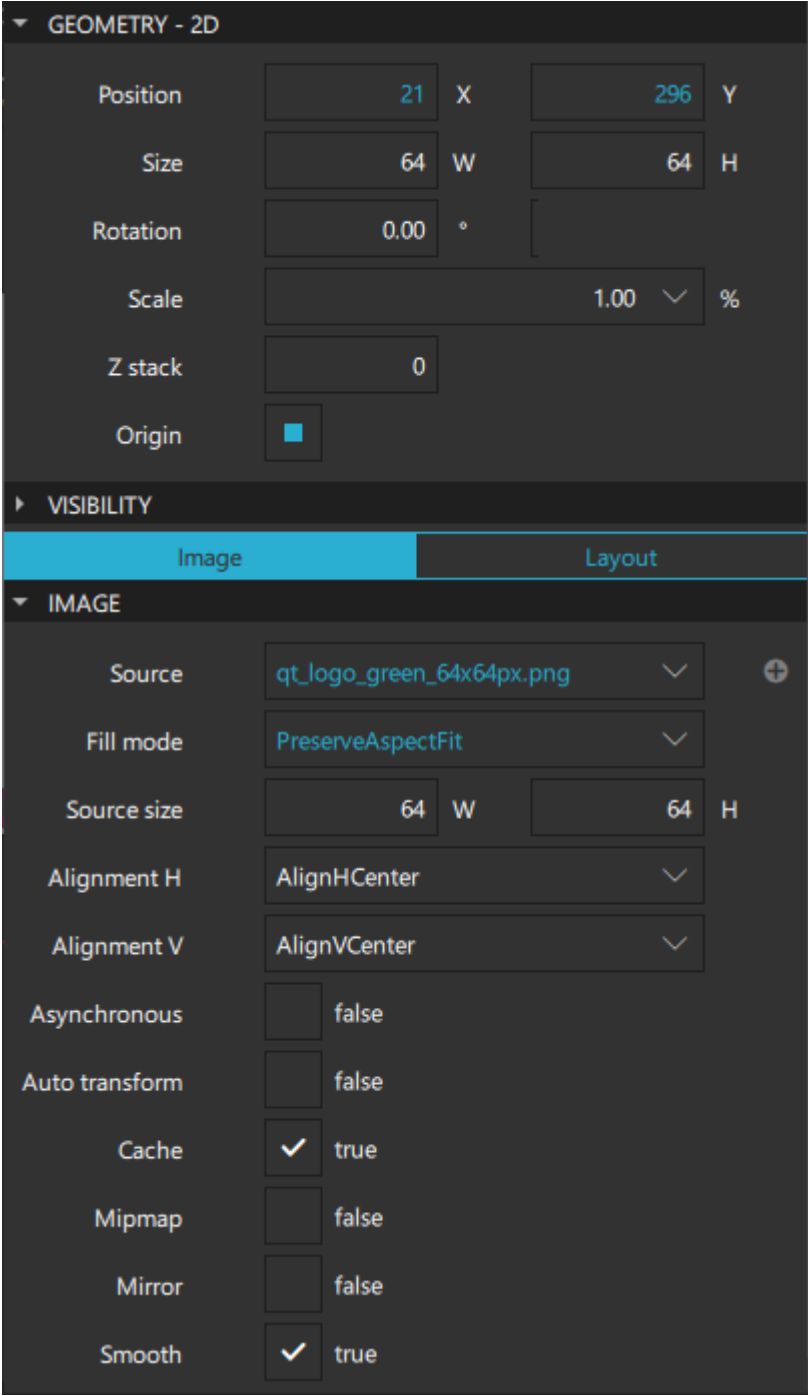 GEOMETRY - 2D
Position 21 X 296 Y
Size 64 W 64 H
Rotation 0.00 °
Scale 1.00 %
Z stack 0
Origin
VISIBILITY
Image Layout
IMAGE
Source qt_logo_green_64x64px.png
Fill mode PreserveAspectFit
Source size 64 W 64 H
Alignment H AlignHCenter
Alignment V AlignVCenter
Asynchronous false
Auto transform false
Cache true
Mipmap false
Mirror false
Smooth true